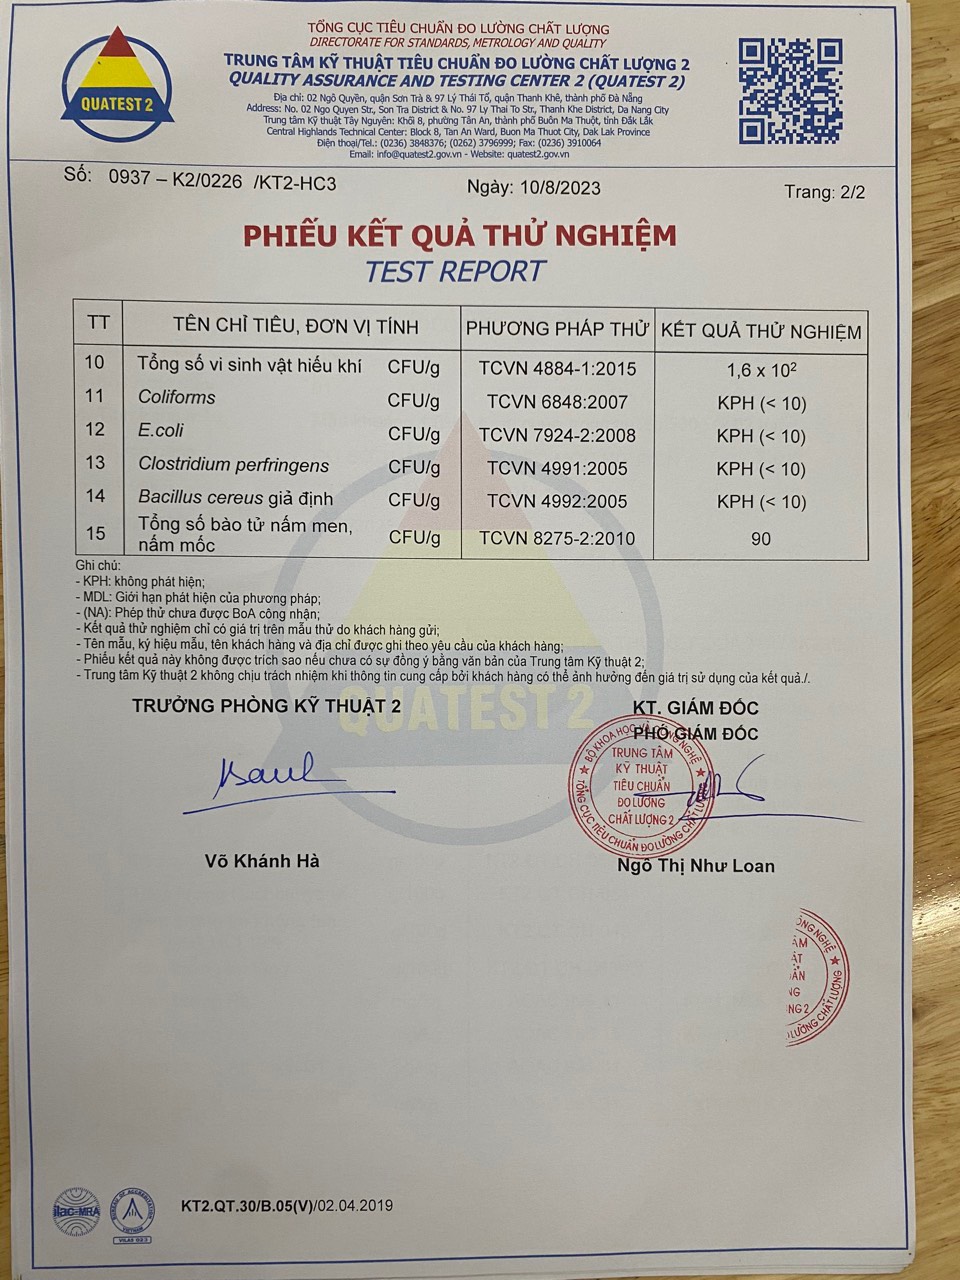 TỔNG CỤC TIÊU CHUẨN ĐO LƯỜNG CHẤT LƯỢNG
DIRECTORATE FOR STANDARDS, METROLOGY AND QUALITY
TRUNG TÂM KỸ THUẬT TIÊU CHUẨN ĐO LƯỜNG CHẤT LƯỢNG 2
QUALITY ASSURANCE AND TESTING CENTER 2 (QUATEST 2)
QUATEST 2
Địa chỉ: 02 Ngô Quyền, quận Sơn Trà & 97 Lý Thái Tổ, quận Thanh Khê, thành phố Đà Nẵng
Address: No. 02 Ngo Quyen Str, Son Tra District & No. 97 Ly Thai To Str, Thanh Khe District, Da Nang City
Trung tâm Kỹ thuật Tây Nguyên: Khối 8, phường Tân An, thành phố Buôn Ma Thuột, tỉnh Đắk Lắk
Central Highlands Technical Center: Block 8, Tan An Ward, Buon Ma Thuot City, Dak Lak Province
Điện thoại/Tel.: (0236) 3848376; (0262) 3796999; Fax: (0236) 3910064
Email: info@quatest2.gov.vn - Website: quatest2.gov.vn
Số: 0937 – K2/0226 /KT2-HC3 Ngày: 10/8/2023 Trang: 2/2
PHIẾU KẾT QUẢ THỬ NGHIỆM
TEST REPORT
TT TÊN CHỈ TIÊU, ĐƠN VỊ TÍNH PHƯƠNG PHÁP THỬ KẾT QUẢ THỬ NGHIỆM
10 Tổng số vi sinh vật hiếu khí CFU/g TCVN 4884-1:2015 1,6 x 10²
11 Coliforms CFU/g TCVN 6848:2007 KPH (< 10)
12 E.coli CFU/g TCVN 7924-2:2008 KPH (< 10)
13 Clostridium perfringens CFU/g TCVN 4991:2005 KPH (< 10)
14 Bacillus cereus giả định CFU/g TCVN 4992:2005 KPH (< 10)
15 Tổng số bào tử nấm men, CFU/g TCVN 8275-2:2010 90
nấm mốc
Ghi chú:
- KPH: không phát hiện;
- MDL: Giới hạn phát hiện của phương pháp;
- (NA): Phép thử chưa được BoA công nhận;
- Kết quả thử nghiệm chỉ có giá trị trên mẫu thử do khách hàng gửi;
- Tên mẫu, ký hiệu mẫu, tên khách hàng và địa chỉ được ghi theo yêu cầu của khách hàng;
- Phiếu kết quả này không được trích sao nếu chưa có sự đồng ý bằng văn bản của Trung tâm Kỹ thuật 2;
- Trung tâm Kỹ thuật 2 không chịu trách nhiệm khi thông tin cung cấp bởi khách hàng có thể ảnh hưởng đến giá trị sử dụng của kết quả./.
QUATEST 2
TRƯỞNG PHÒNG KỸ THUẬT 2 KT. GIÁM ĐỐC
PHÓ GIÁM ĐỐC
BỘ KHOA HỌC VÀ CÔNG NGHỆ
TRUNG TÂM
KỸ THUẬT
TIÊU CHUẨN
ĐO LƯỜNG
CHẤT LƯỢNG 2
TỔNG CỤC TIÊU CHUẨN ĐO LƯỜNG CHẤT LƯỢNG
Võ Khánh Hà Ngô Thị Như Loan
ÔNG NGHỆ
ÂM
ẬT
ẨN
NG
NG 2
LƯỜNG CHẤT LƯỢNG
ilac-MRA
BUREAU OF ACCREDITATION
VIETNAM
KT2.QT.30/B.05(V)/02.04.2019